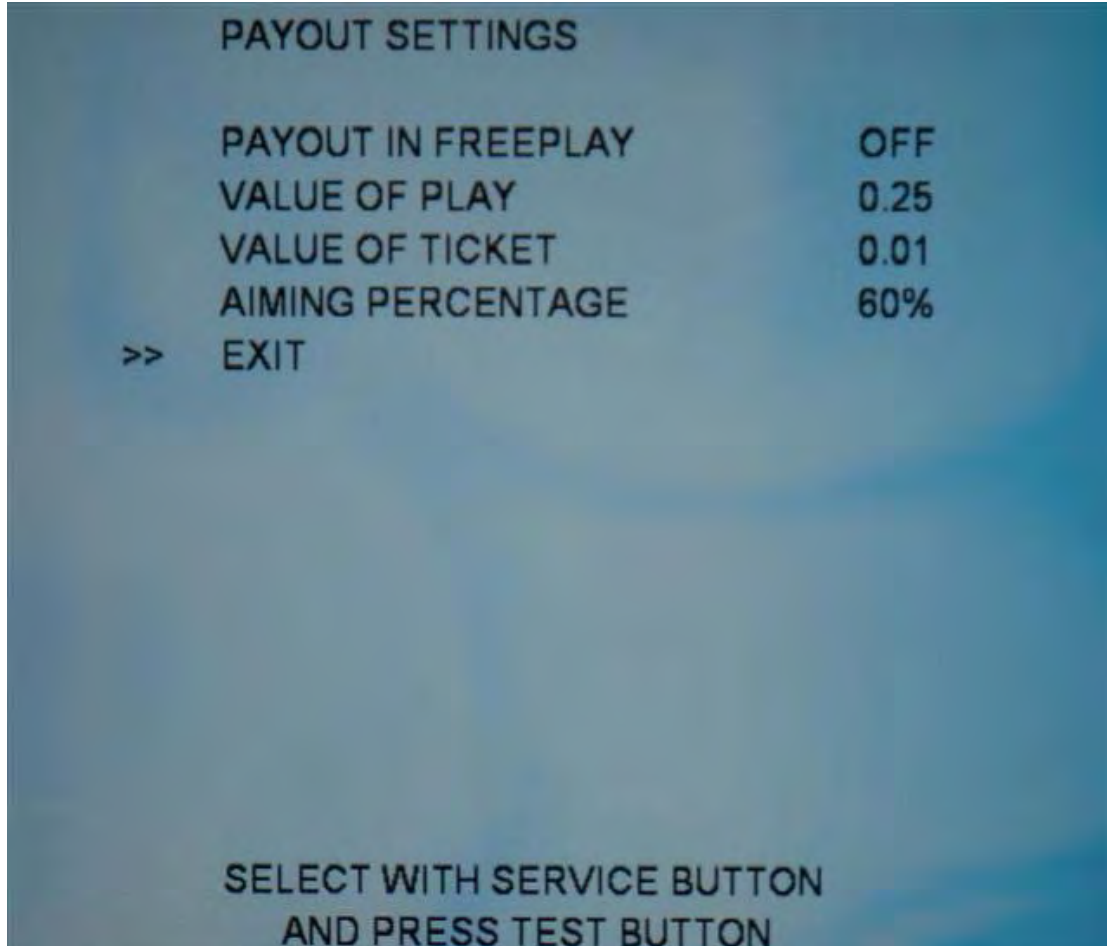 PAYOUT SETTINGS
PAYOUT IN FREEPLAY OFF
VALUE OF PLAY 0.25
VALUE OF TICKET 0.01
AIMING PERCENTAGE 60%
>> EXIT
SELECT WITH SERVICE BUTTON
AND PRESS TEST BUTTON